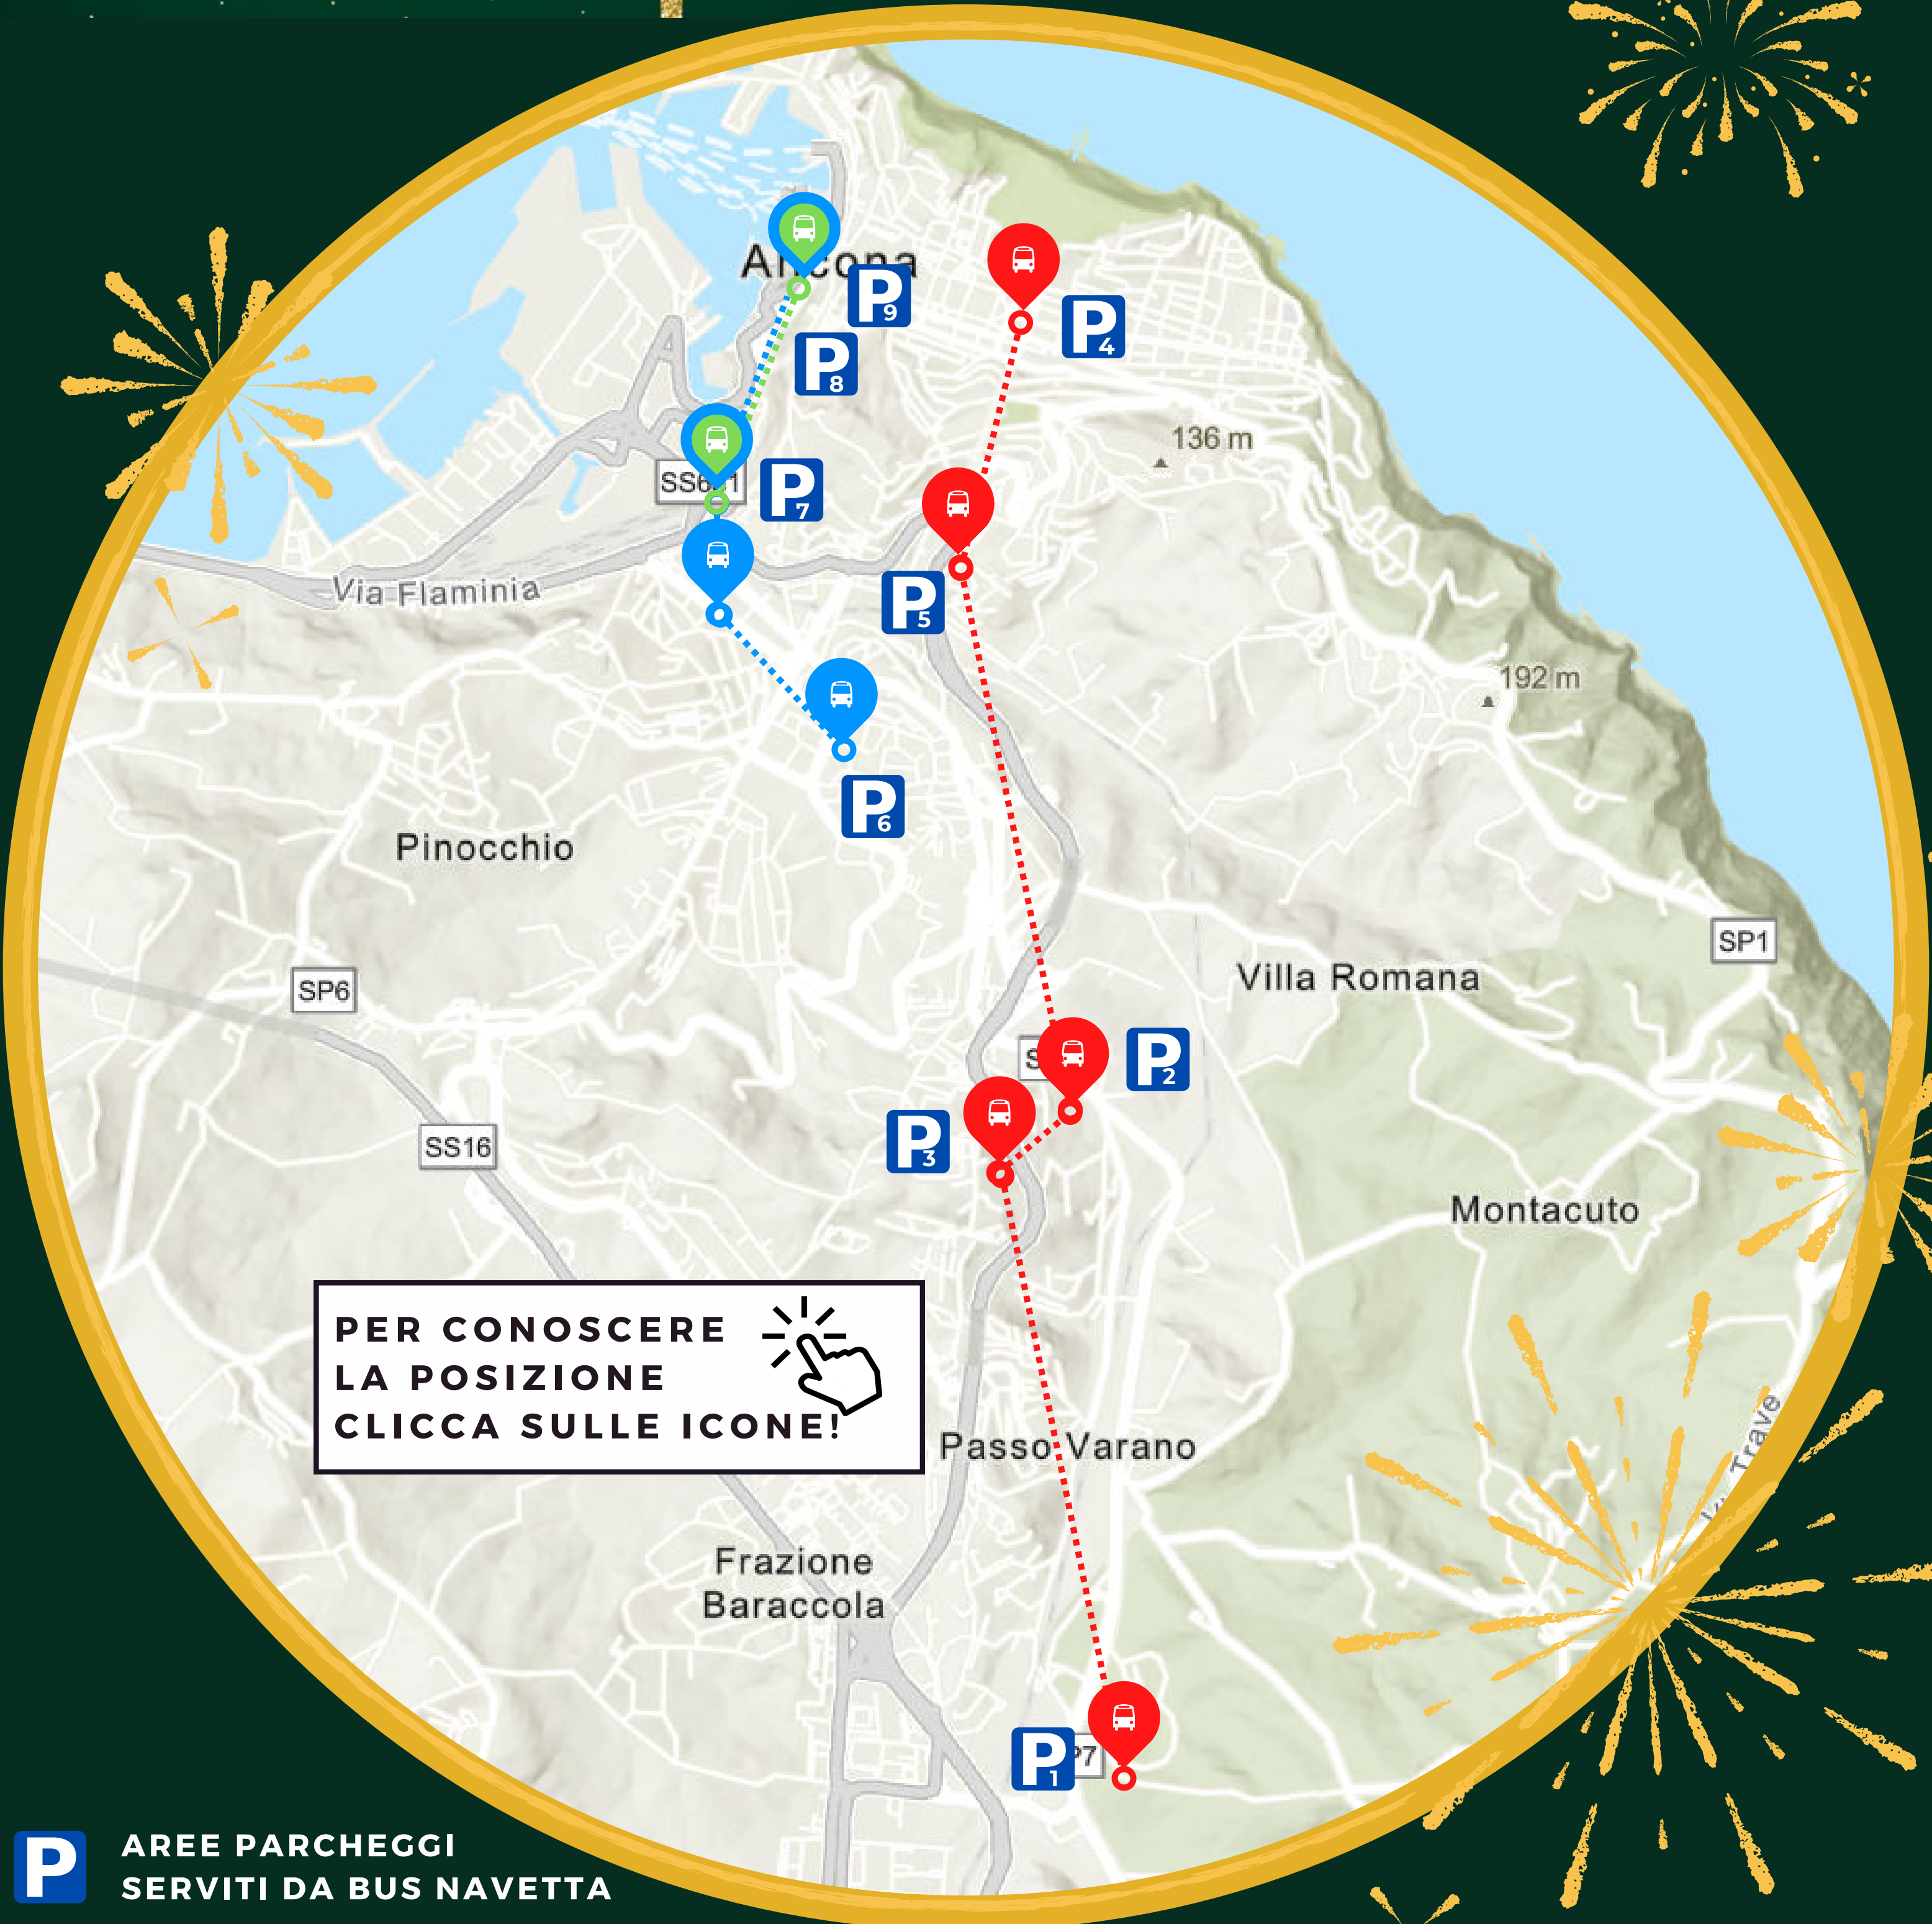 Ancona
P9
P4
P8
136 m
P7
Via Flaminia
P5
192 m
P6
Pinocchio
SP1
Villa Romana
SP6
P2
P3
SS16
Montacuto
PER CONOSCERE
LA POSIZIONE
CLICCA SULLE ICONE!
Passo Varano
Trave
Frazione
Baraccola
P1
P7
P
AREE PARCHEGGI
SERVITI DA BUS NAVETTA